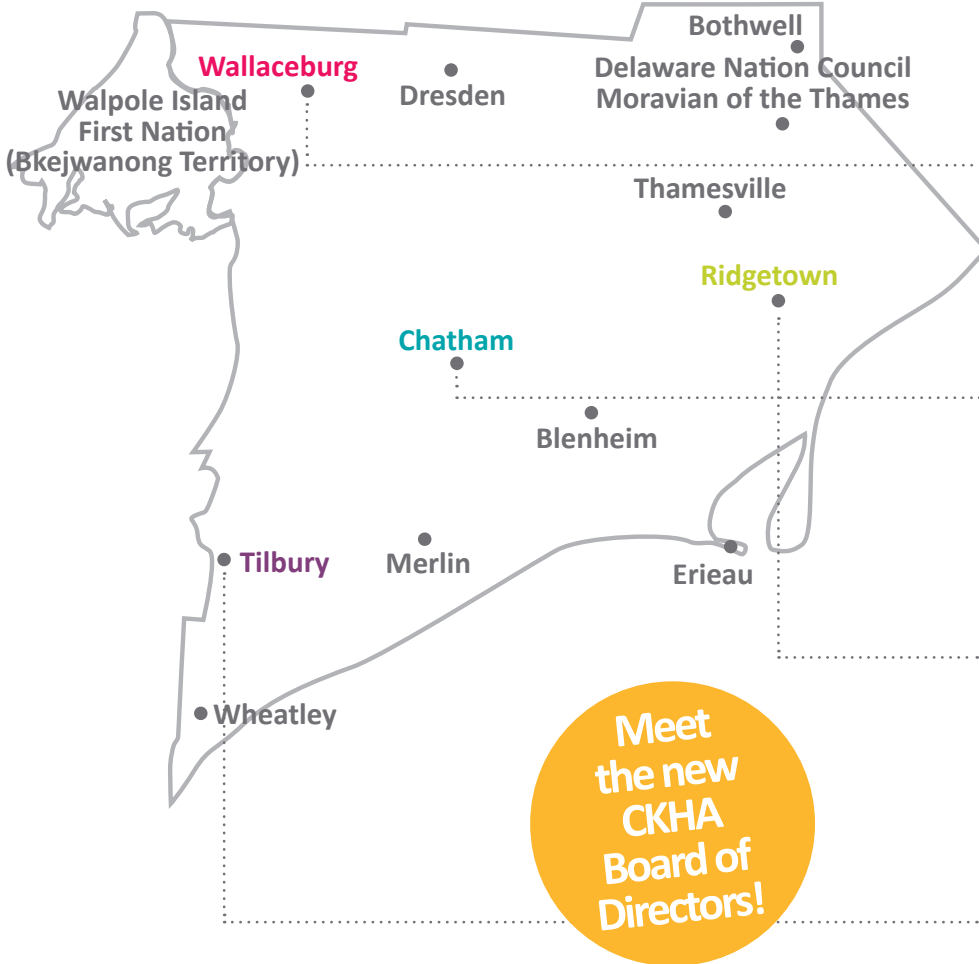 Bothwell
Wallaceburg
Delaware Nation Council
Moravian of the Thames
Dresden
Walpole Island
First Nation
(Bkejwanong Territory)
Thamesville
Ridgetown
Chatham
Blenheim
Tilbury
Merlin
Erieau
Wheatley
Meet
the new
CKHA
Board of
Directors!